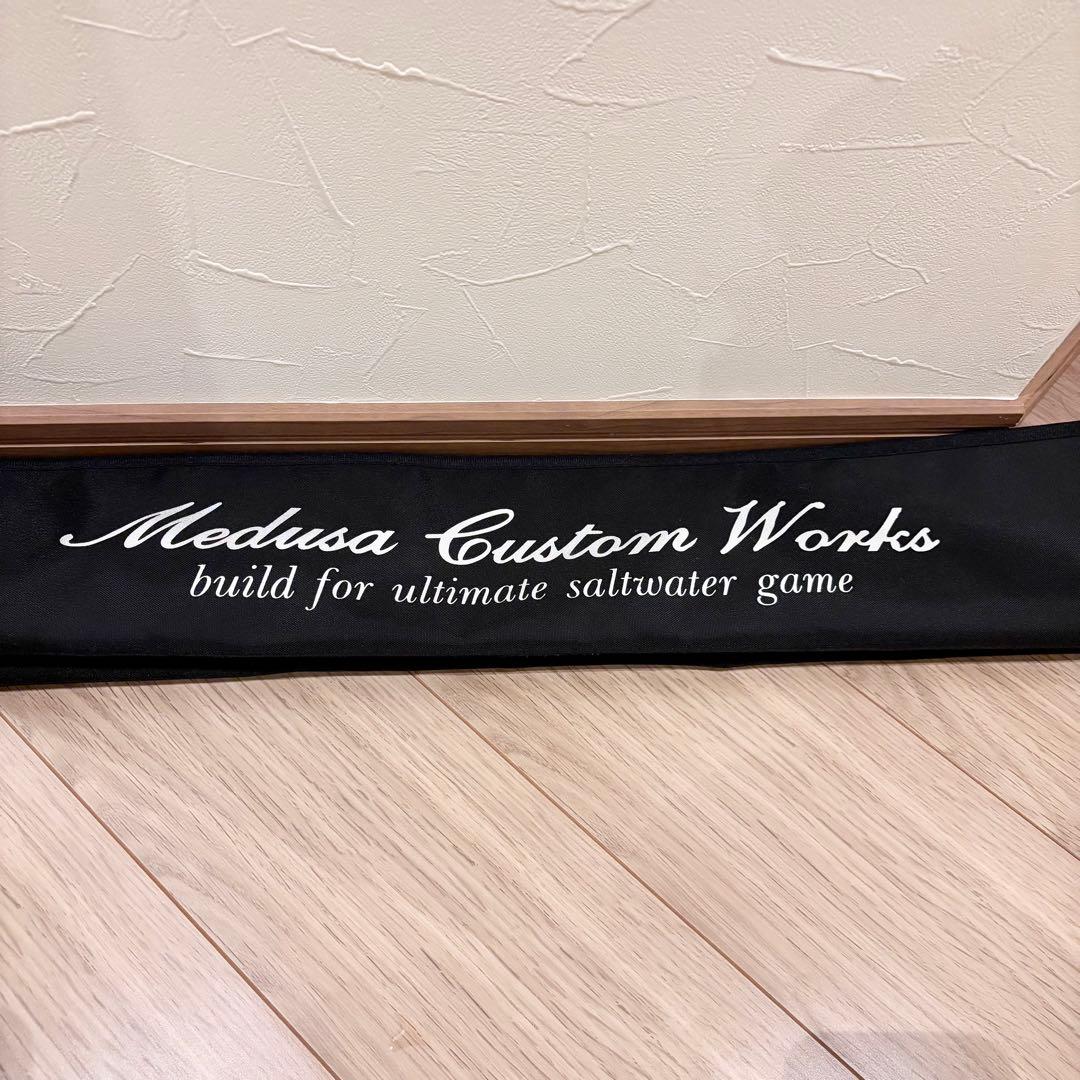 Medusa Custom Works
build for ultimate saltwater game